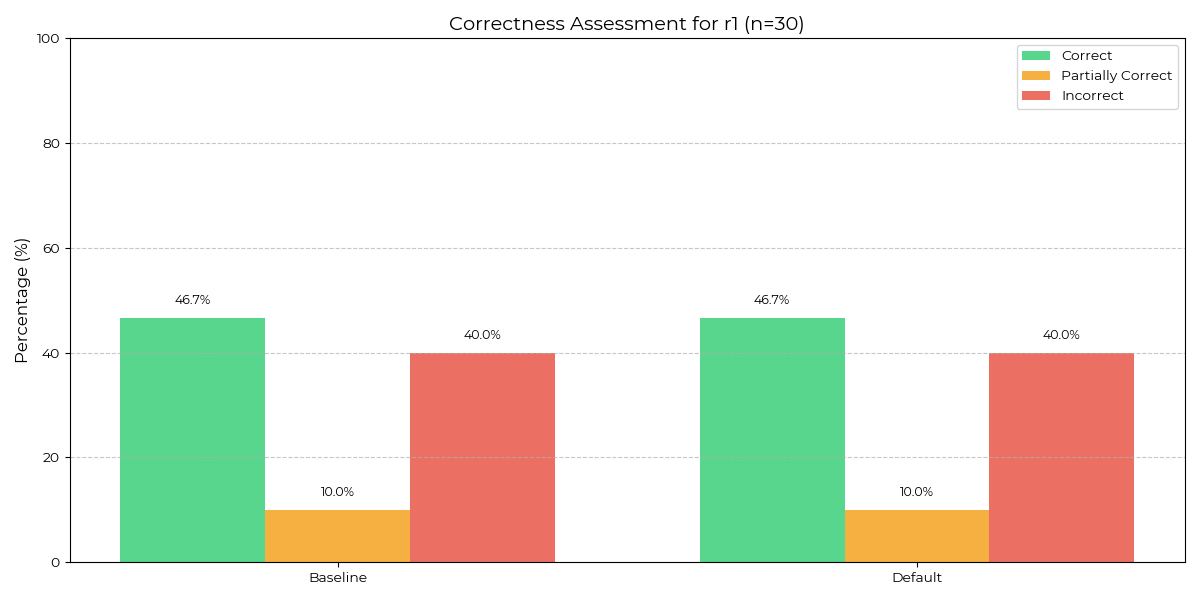 Correctness Assessment for r1 (n=30)
Correct
Partially Correct
Incorrect
Percentage (%)
100
80
60
40
20
0
46.7%
10.0%
40.0%
46.7%
10.0%
40.0%
Baseline
Default